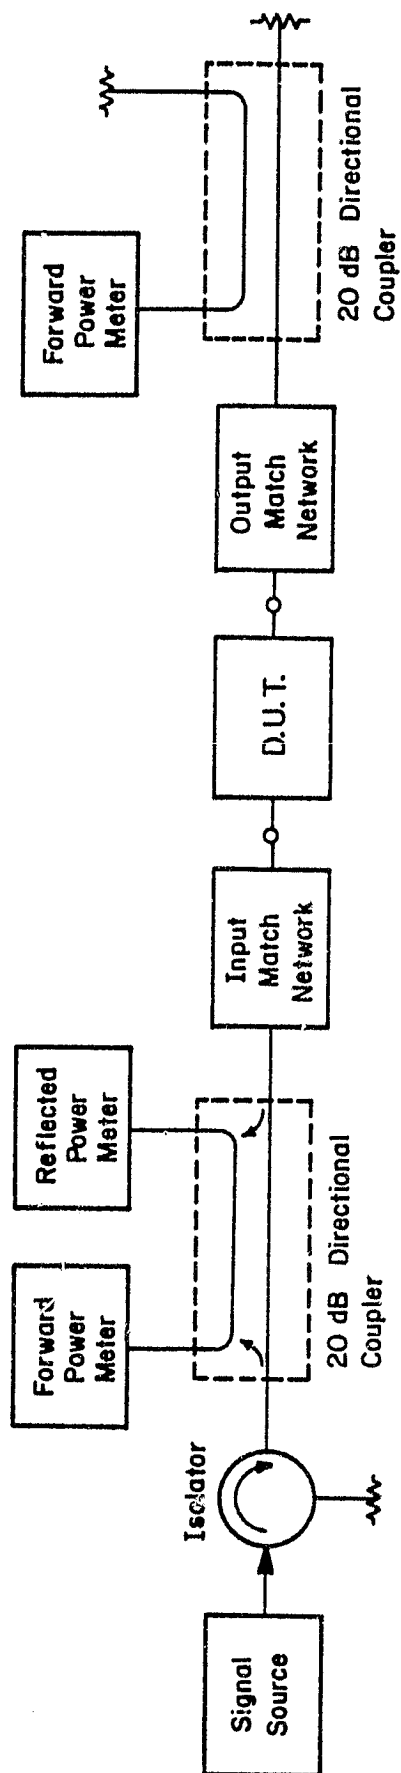 Signal
Source
Isolator
Forward
Power
Meter
Reflected
Power
Meter
20 dB Directional
Coupler
Input
Match
Network
D.U.T.
Output
Match
Network
Forward
Power
Meter
20 dB Directional
Coupler